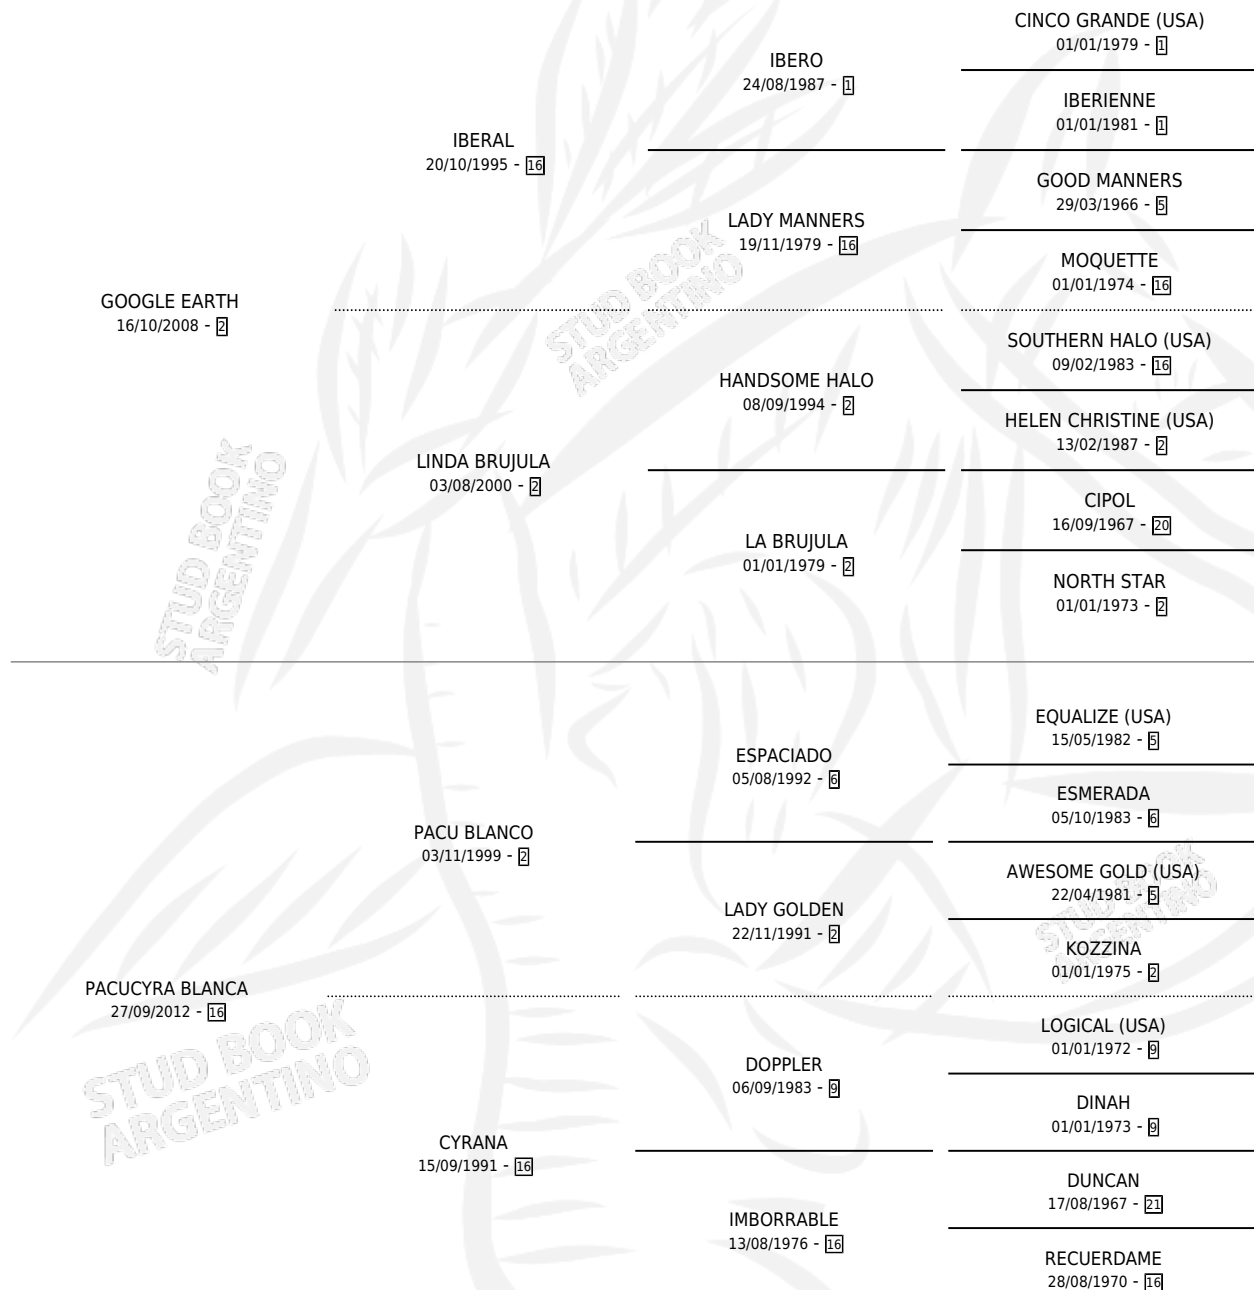 CINCO GRANDE (USA)
01/01/1979 - 1
IBERO
24/08/1987 - 1
IBERIENNE
01/01/1981 - 1
IBERAL
20/10/1995 - 16
GOOD MANNERS
29/03/1966 - 5
LADY MANNERS
19/11/1979 - 16
MOQUETTE
01/01/1974 - 16
GOOGLE EARTH
16/10/2008 - 2
SOUTHERN HALO (USA)
09/02/1983 - 16
HANDSOME HALO
08/09/1994 - 2
HELEN CHRISTINE (USA)
13/02/1987 - 2
LINDA BRUJULA
03/08/2000 - 2
CIPOL
16/09/1967 - 20
LA BRUJULA
01/01/1979 - 2
NORTH STAR
01/01/1973 - 2
EQUALIZE (USA)
15/05/1982 - 5
ESPACIADO
05/08/1992 - 6
ESMERADA
05/10/1983 - 6
PACU BLANCO
03/11/1999 - 2
AWESOME GOLD (USA)
22/04/1981 - 5
LADY GOLDEN
22/11/1991 - 2
KOZZINA
01/01/1975 - 2
PACUCYRA BLANCA
27/09/2012 - 16
LOGICAL (USA)
01/01/1972 - 9
DOPPLER
06/09/1983 - 9
DINAH
01/01/1973 - 9
CYRANA
15/09/1991 - 16
DUNCAN
17/08/1967 - 21
IMBORRABLE
13/08/1976 - 16
RECUERDAME
28/08/1970 - 16
STUD BOOK
ARGENTINO
STUD BOOK
ARGENTINO
STUD BOOK
ARGENTINO
STUD BOOK
ARGENTINO